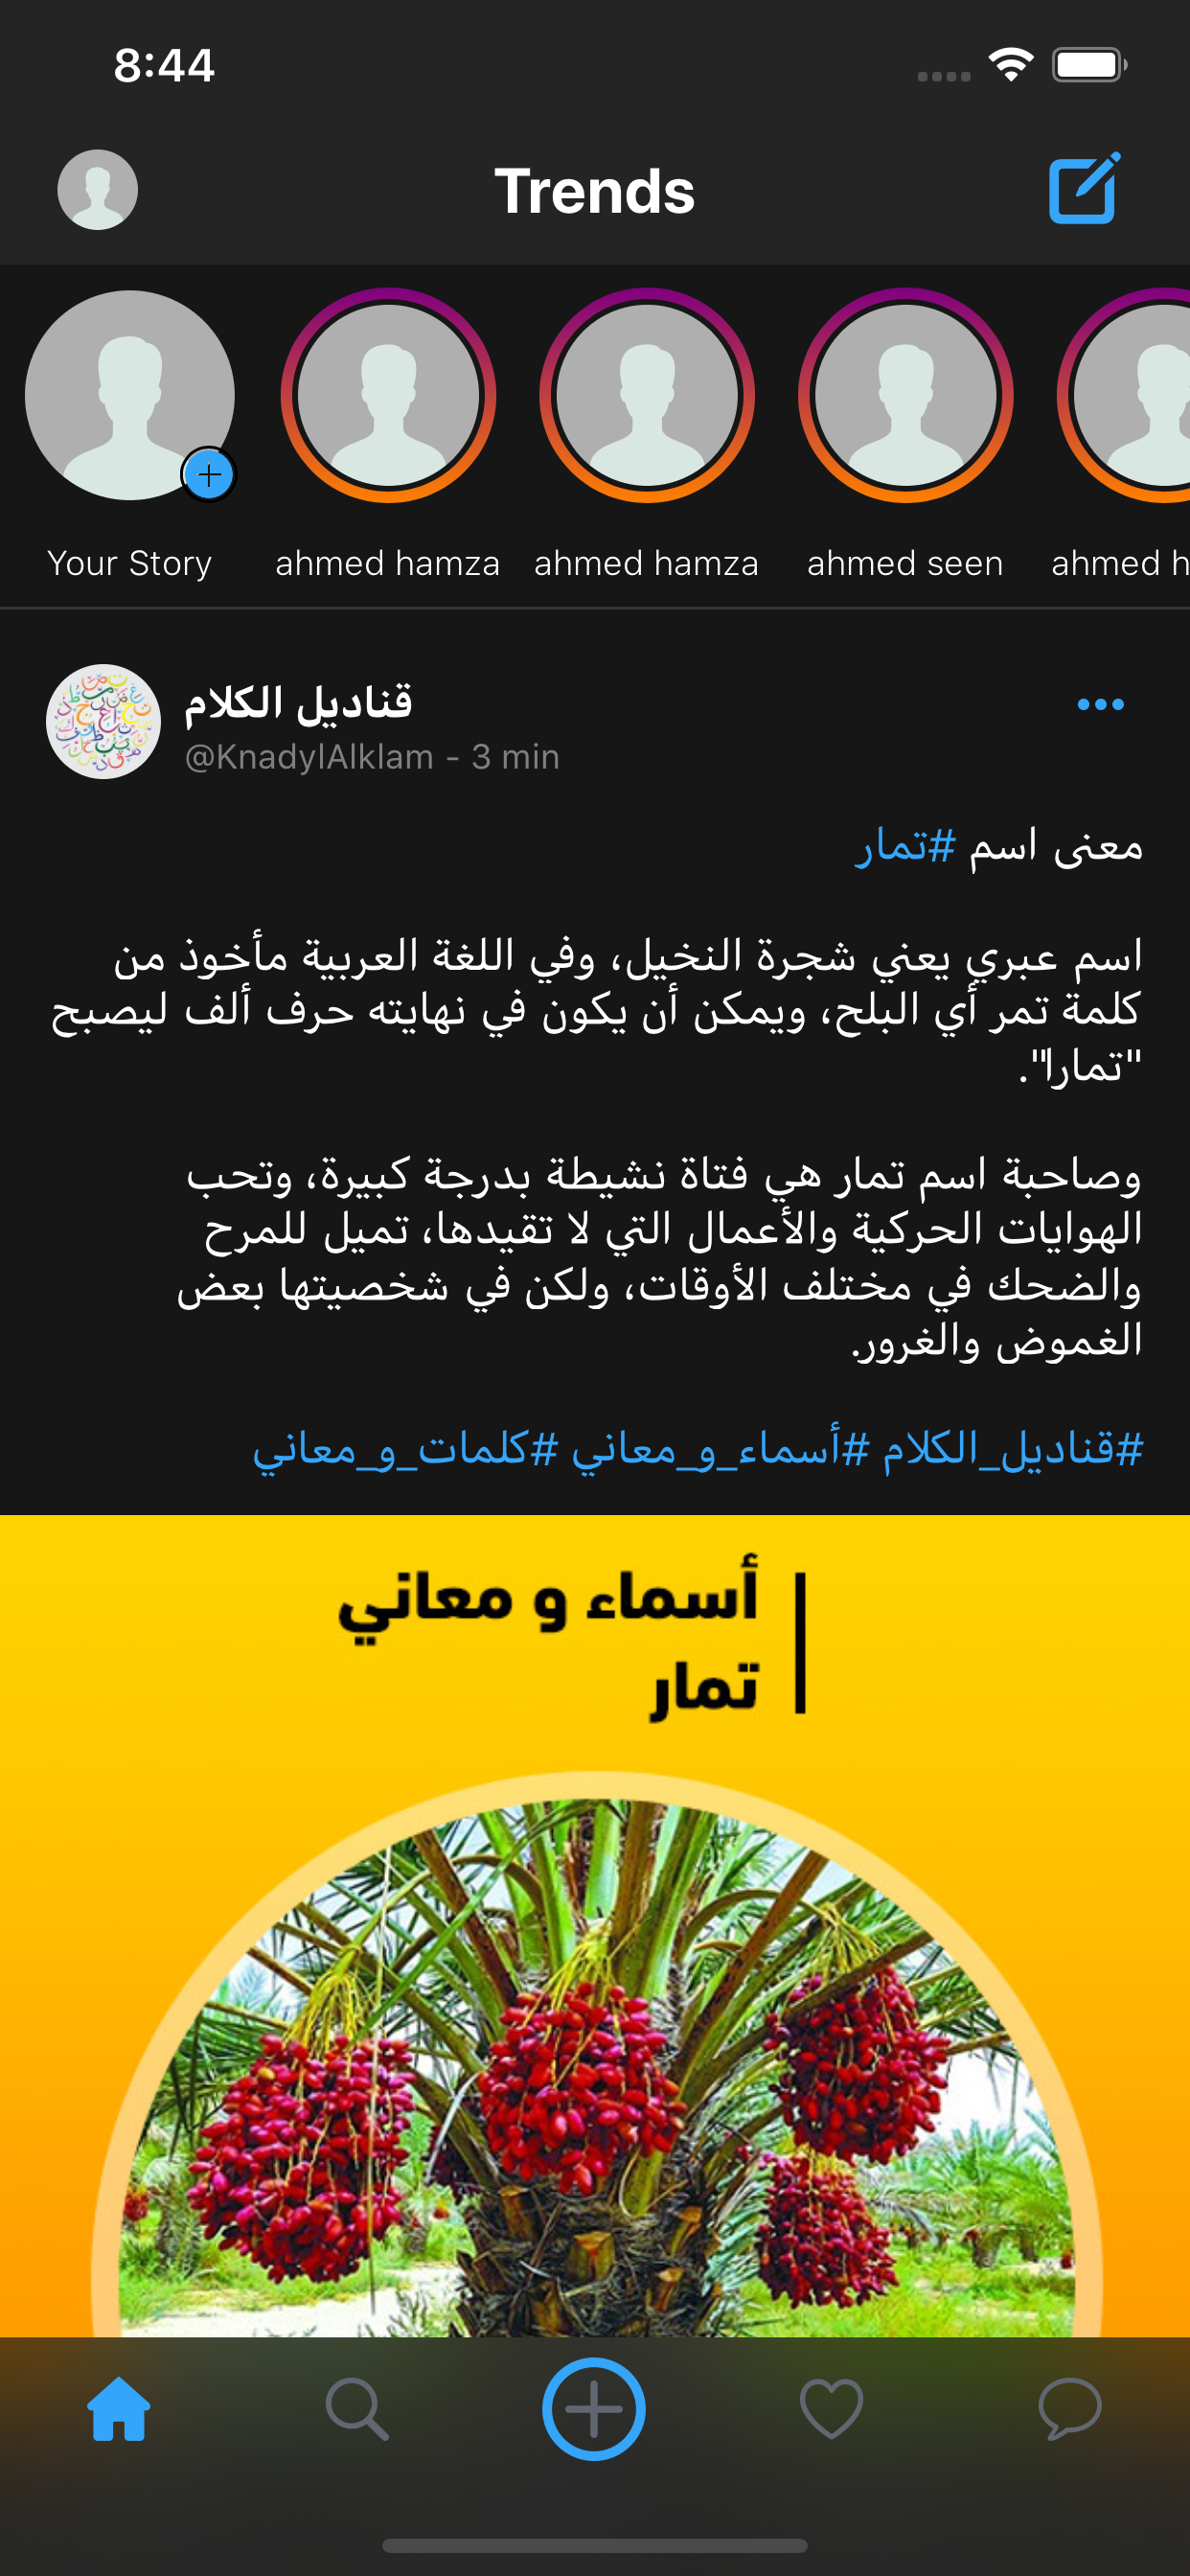 8:44
Trends
Your Story
ahmed hamza
ahmed hamza
ahmed seen
ahmed h
قناديل الكلام
@KnadylAlklam - 3 min
معنى اسم #تمار
اسم عبري يعني شجرة النخيل، وفي اللغة العربية مأخوذ من
كلمة تمر أي البلح، ويمكن أن يكون في نهايته حرف ألف ليصبح
"تمارا".
وصاحبة اسم تمار هي فتاة نشيطة بدرجة كبيرة، وتحب
الهوايات الحركية والأعمال التي لا تقيدها، تميل للمرح
والضحك في مختلف الأوقات، ولكن في شخصيتها بعض
الغموض والغرور.
#قناديل_الكلام #أسماء_و_معاني #كلمات_و_معاني
أسماء و معاني
تمار